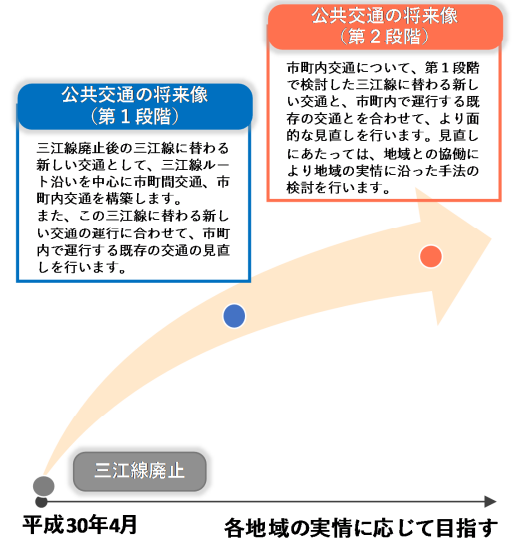 公共交通の将来像
（第２段階）
市町内交通について、第１段階
で検討した三江線に替わる新し
い交通と、市町内で運行する既
存の交通とを合わせて、より面
的な見直しを行います。見直し
にあたっては、地域との協働に
より地域の実情に沿った手法の
検討を行います。
公共交通の将来像
（第１段階）
三江線廃止後の三江線に替わる
新しい交通として、三江線ルー
ト沿いを中心に市町間交通、市
町内交通を構築します。
また、この三江線に替わる新し
い交通の運行に合わせて、市町
内で運行する既存の交通の見直
しを行います。
三江線廃止
平成30年4月
各地域の実情に応じて目指す